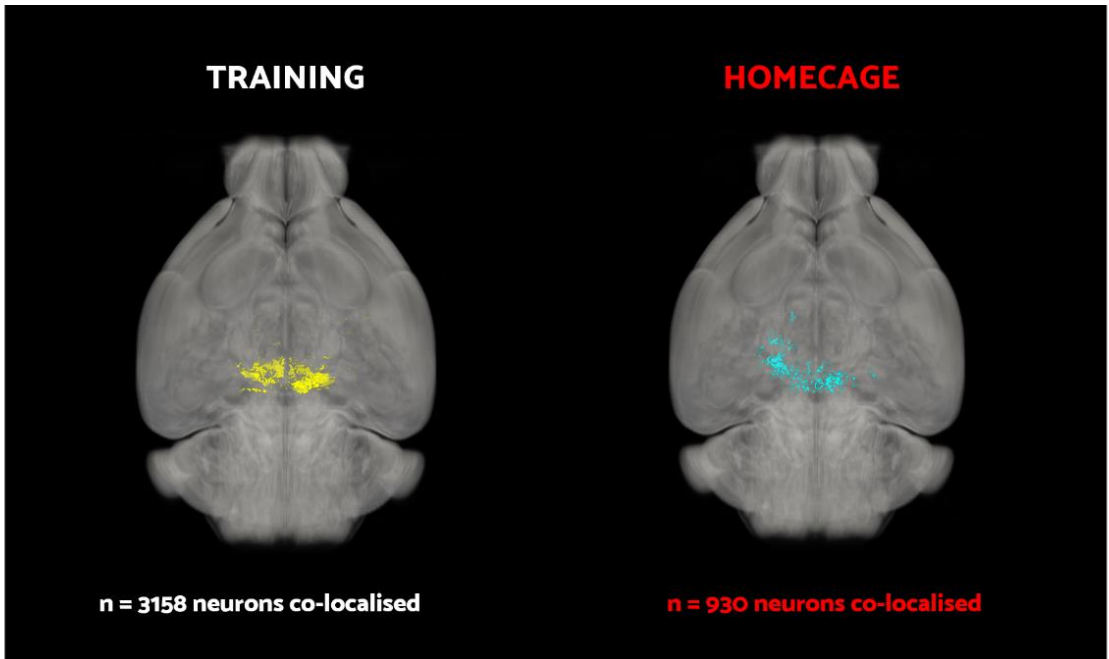 TRAINING
HOMECAGE
n = 3158 neurons co-localised
n = 930 neurons co-localised